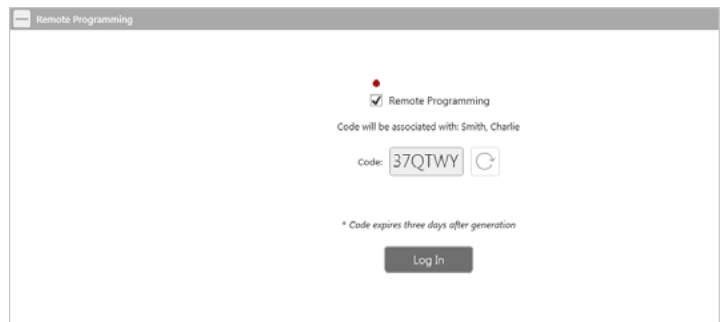 Remote Programming
Remote Programming
Code will be associated with: Smith, Charlie
Code: 37QTWY
* Code expires three days after generation
Log In